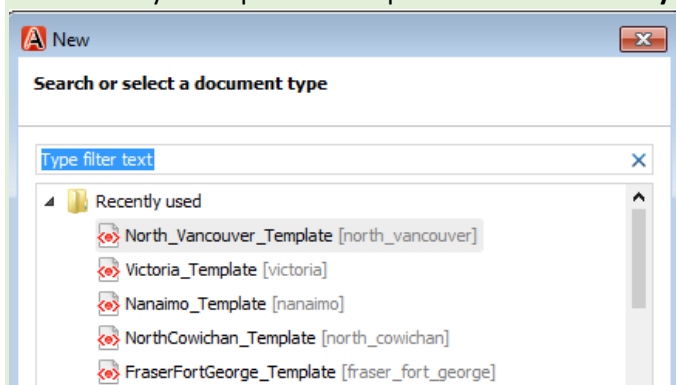 New
Search or select a document type
Type filter text
Recently used
North_Vancouver_Template [north_vancouver]
Victoria_Template [victoria]
Nanaimo_Template [nanaimo]
NorthCowichan_Template [north_cowichan]
FraserFortGeorge_Template [fraser_fort_george]